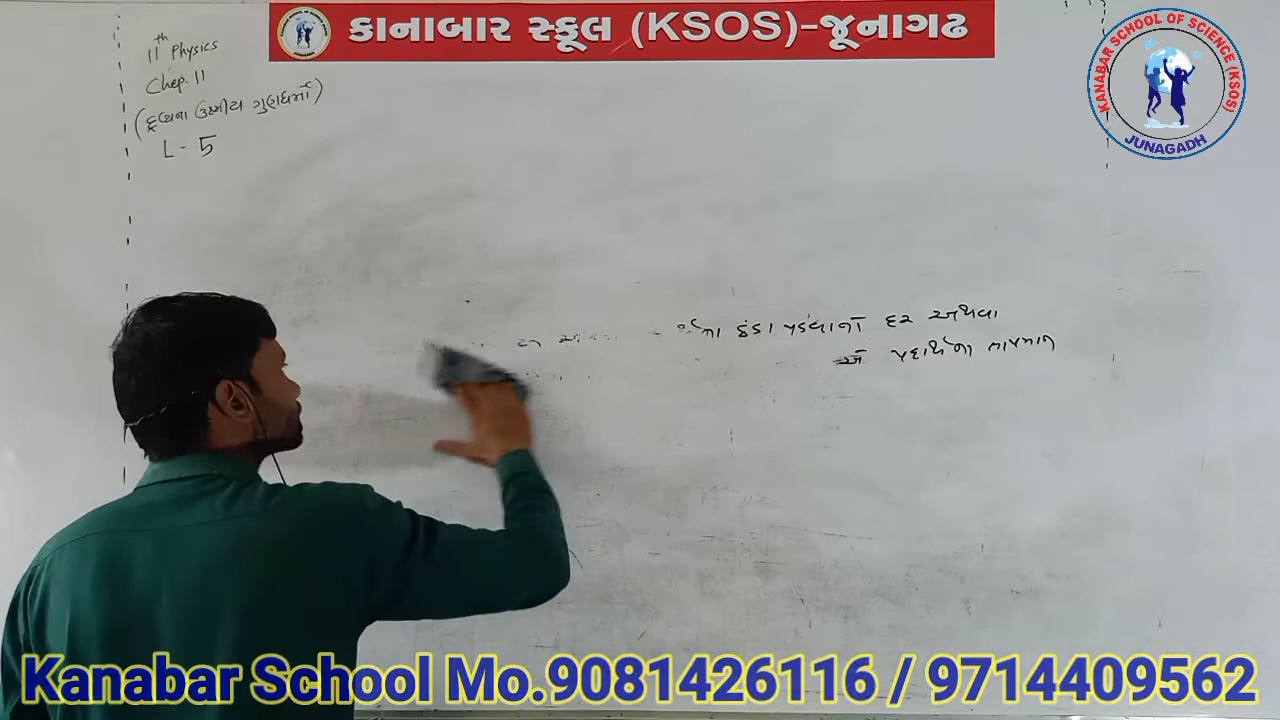 કાનાબાર સ્કૂલ (KSOS)-જૂનાગઢ
KANABAR SCHOOL OF SCIENCE (KSOS)
JUNAGADH
11th Physics
Chep. 11
(દ્રવ્યના ઉષ્મીય ગુણધર્મો)
L - 5
ઠંડા પડવાનો દર અથવા
એ પદાર્થના તાપમાન
Kanabar School Mo.9081426116 / 9714409562